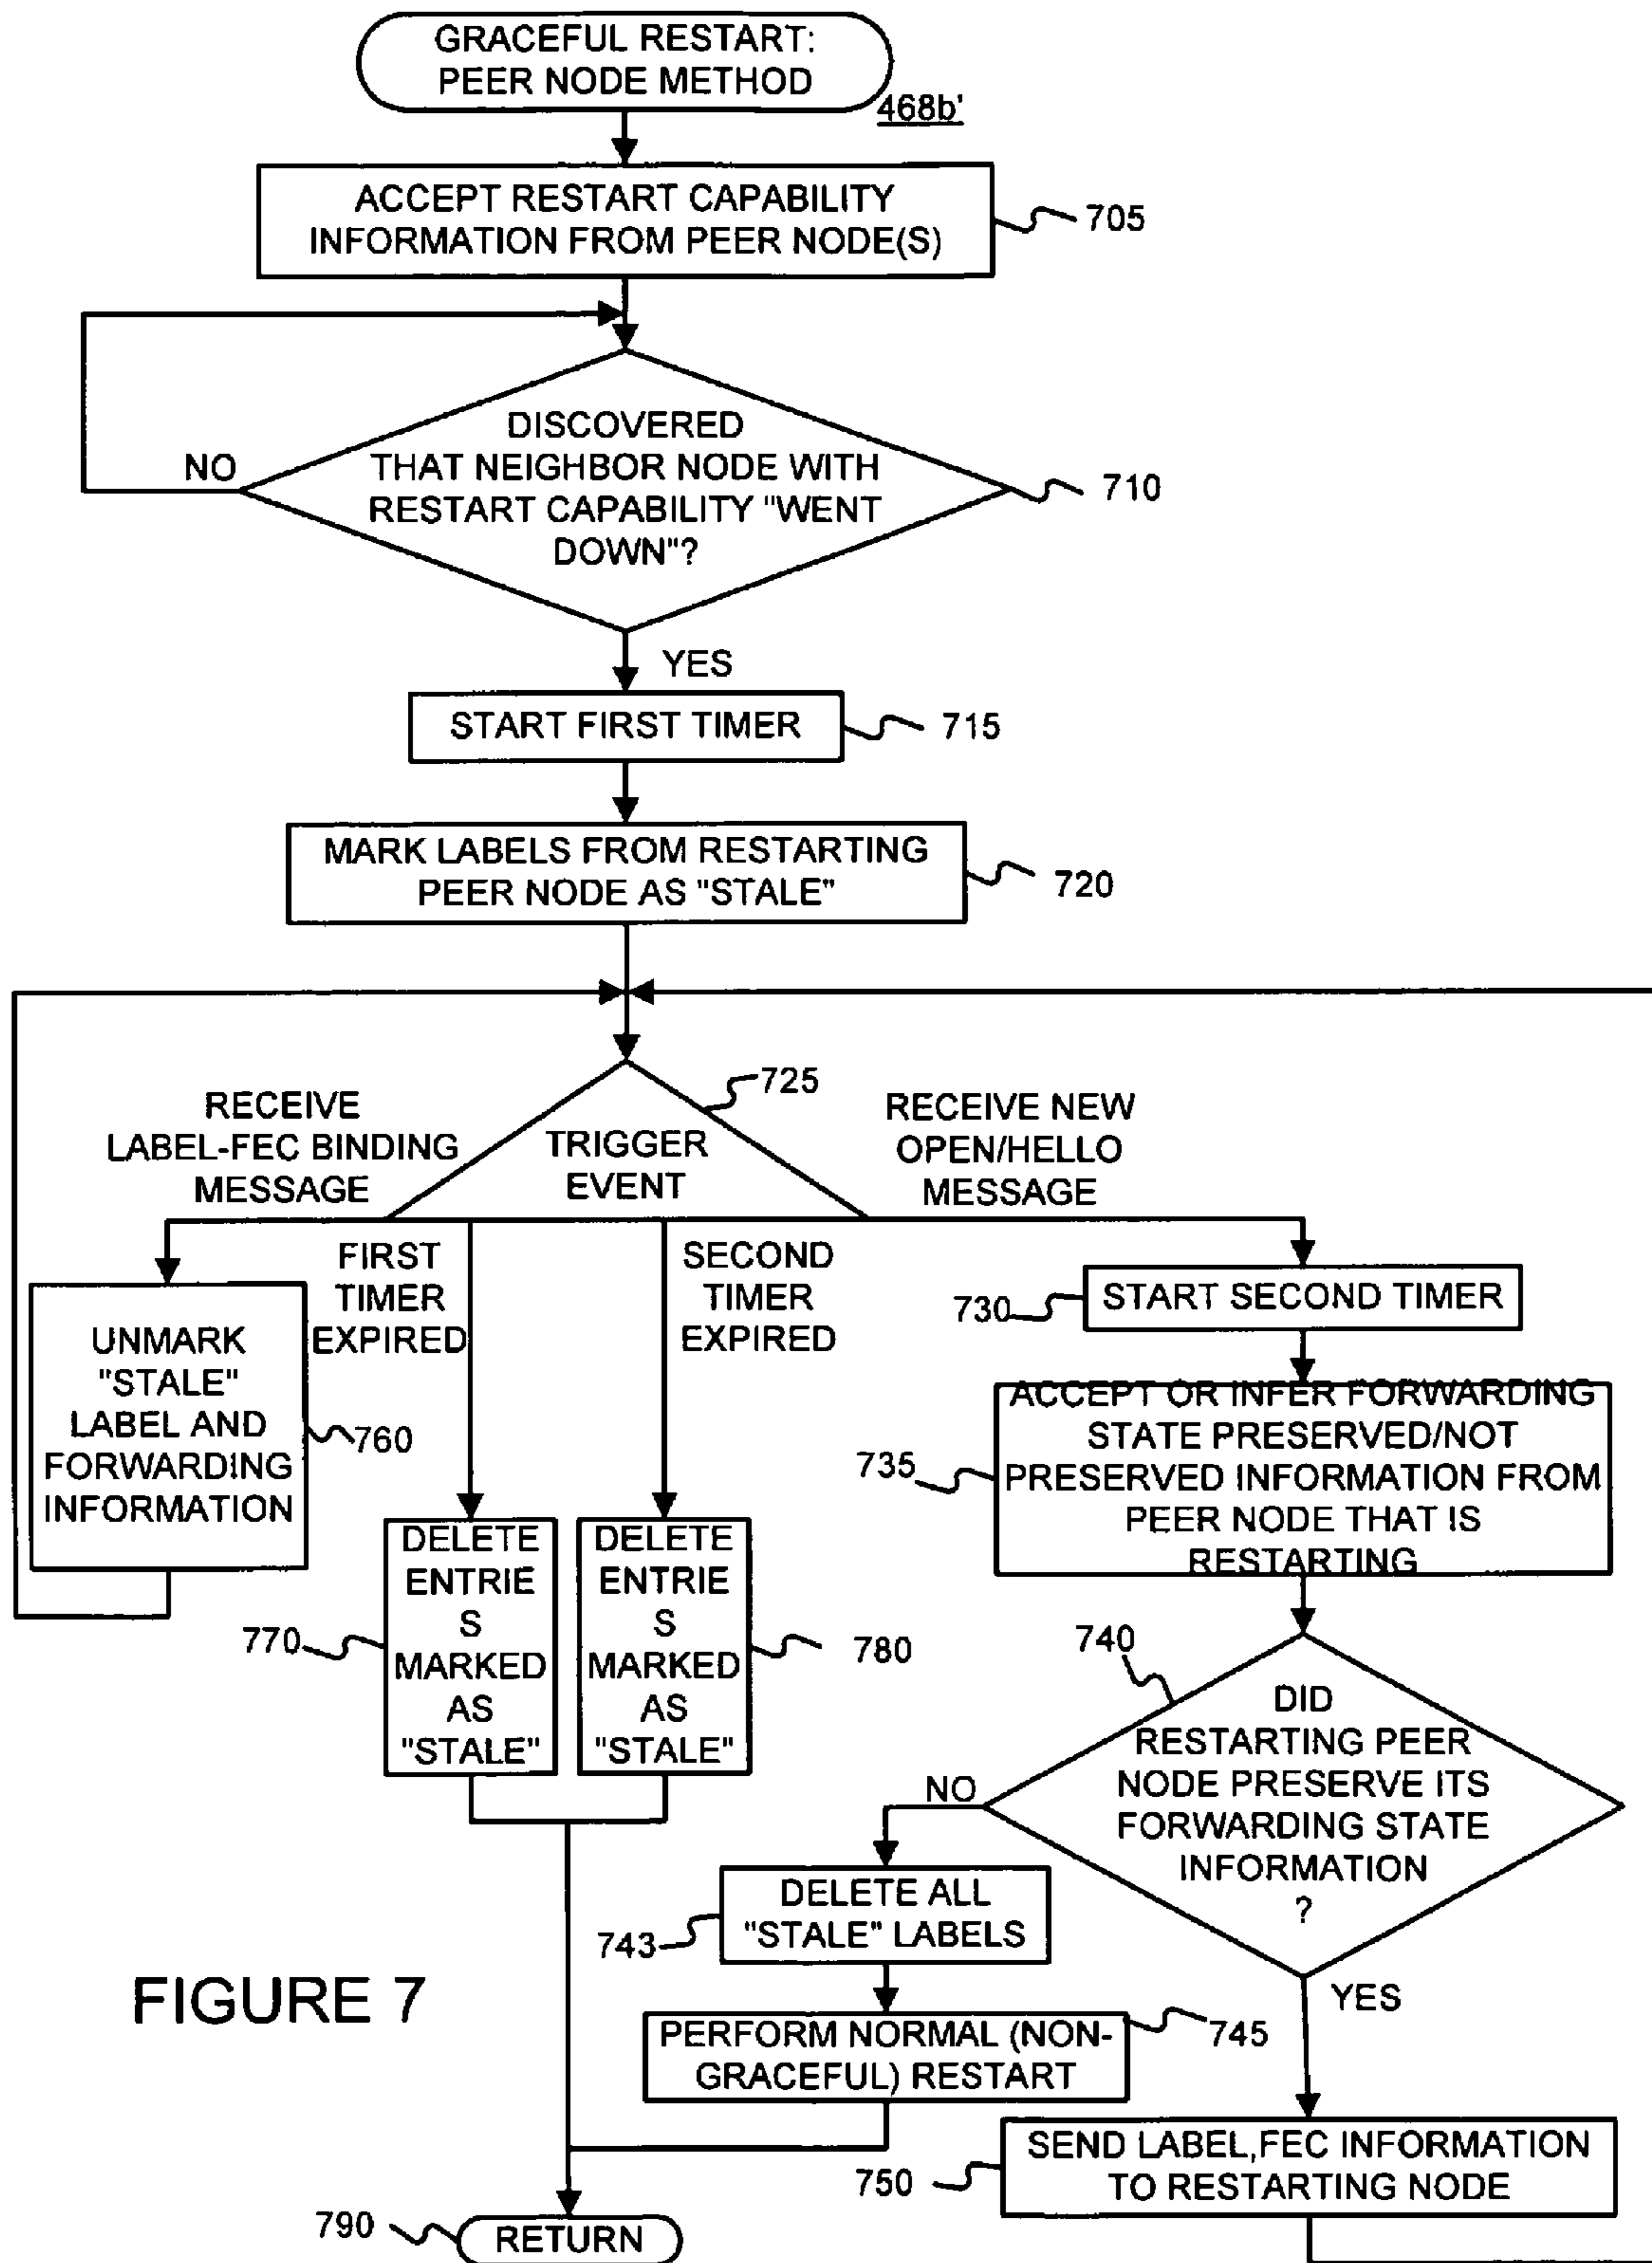 GRACEFUL RESTART:
PEER NODE METHOD
468b'
ACCEPT RESTART CAPABILITY
INFORMATION FROM PEER NODE(S)
705
DISCOVERED
THAT NEIGHBOR NODE WITH
RESTART CAPABILITY "WENT
DOWN"?
NO
710
YES
START FIRST TIMER
715
MARK LABELS FROM RESTARTING
PEER NODE AS "STALE"
720
725
TRIGGER
EVENT
RECEIVE
LABEL-FEC BINDING
MESSAGE
RECEIVE NEW
OPEN/HELLO
MESSAGE
FIRST
TIMER
EXPIRED
SECOND
TIMER
EXPIRED
UNMARK
"STALE"
LABEL AND
FORWARDING
INFORMATION
760
730
START SECOND TIMER
735
ACCEPT OR INFER FORWARDING
STATE PRESERVED/NOT
PRESERVED INFORMATION FROM
PEER NODE THAT IS
RESTARTING
770
DELETE
ENTRIE
S
MARKED
AS
"STALE"
DELETE
ENTRIE
S
MARKED
AS
"STALE"
780
740
DID
RESTARTING PEER
NODE PRESERVE ITS
FORWARDING STATE
INFORMATION
?
NO
743
DELETE ALL
"STALE" LABELS
YES
PERFORM NORMAL (NON-
GRACEFUL) RESTART
745
750
SEND LABEL,FEC INFORMATION
TO RESTARTING NODE
790
RETURN
FIGURE 7